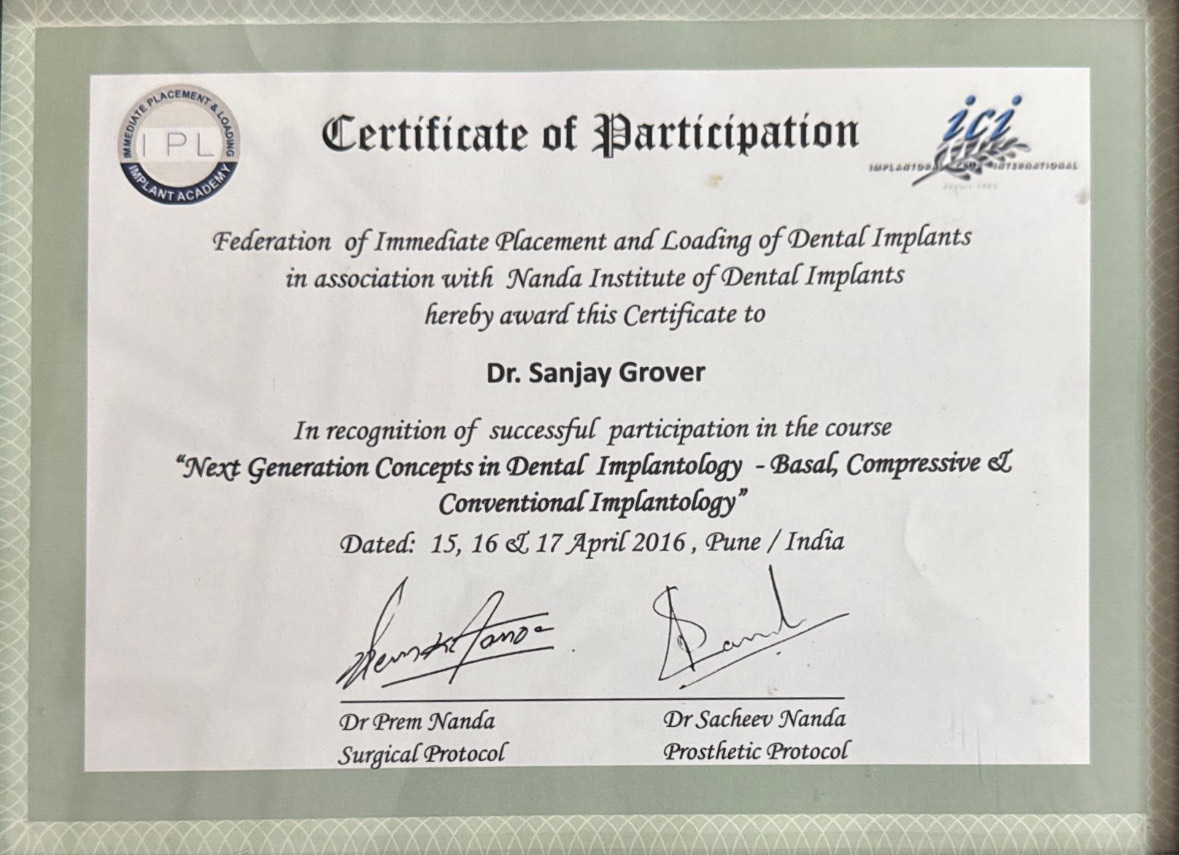 IMMEDIATE PLACEMENT & LOADING
IPL
IMPLANT ACADEMY
Certificate of Participation
ici
INTERNATIONAL
Federation of Immediate Placement and Loading of Dental Implants
in association with Nanda Institute of Dental Implants
hereby award this Certificate to
Dr. Sanjay Grover
In recognition of successful participation in the course
“Next Generation Concepts in Dental Implantology - Basal, Compressive &
Conventional Implantology”
Dated: 15, 16 & 17 April 2016 , Pune / India
Dr Prem Nanda
Dr Sacheev Nanda
Surgical Protocol
Prosthetic Protocol